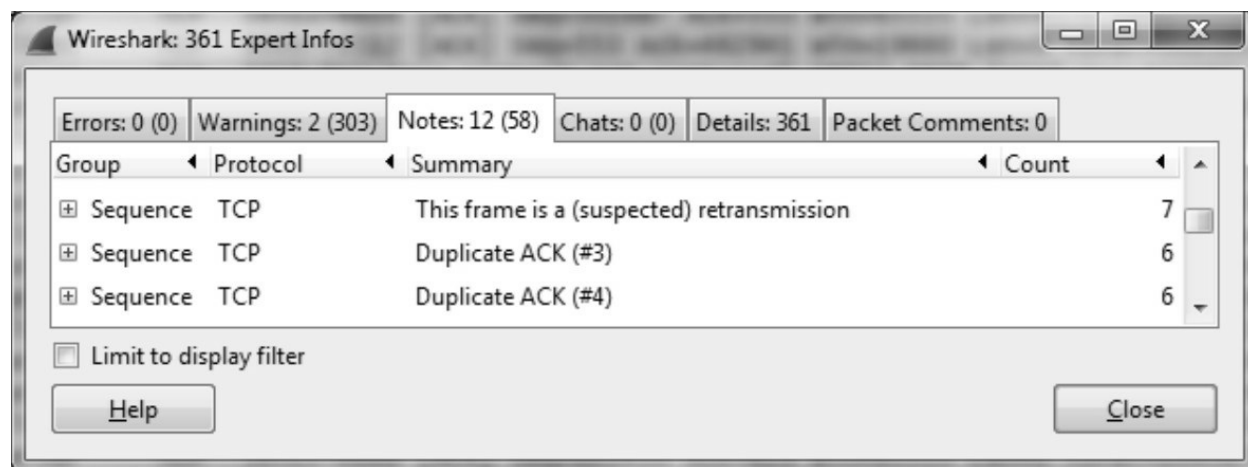 Wireshark: 361 Expert Infos
Errors: 0 (0) Warnings: 2 (303) Notes: 12 (58) Chats: 0 (0) Details: 361 Packet Comments: 0
Group Protocol Summary Count
Sequence TCP This frame is a (suspected) retransmission 7
Sequence TCP Duplicate ACK (#3) 6
Sequence TCP Duplicate ACK (#4) 6
Limit to display filter
Help Close